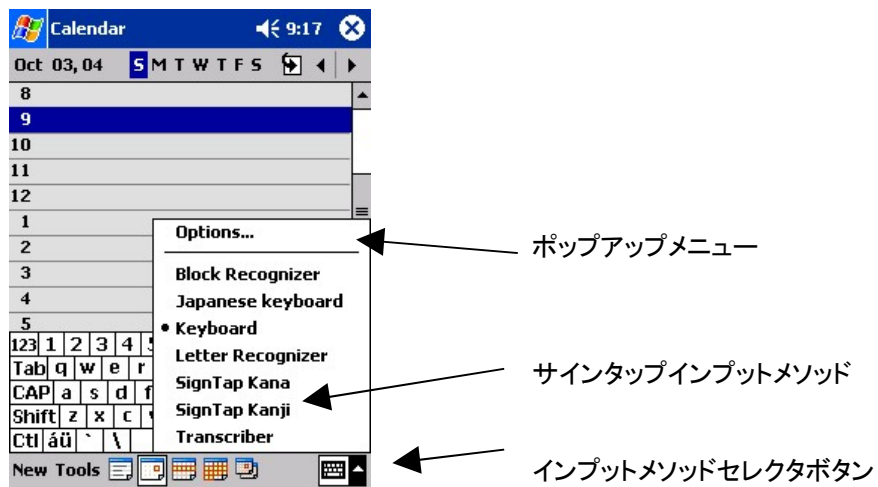 Calendar 9:17
Oct 03, 04 S M T W T F S
8
9
10
11
12
1
2
3
4
5
Options...
Block Recognizer
Japanese keyboard
Keyboard
Letter Recognizer
SignTap Kana
SignTap Kanji
Transcriber
123 1 2 3 4
Tab q w e r
CAP a s d f
Shift z x c
Ctl áü ` \
New Tools
ポップアップメニュー
サインタップインプットメソッド
インプットメソッドセレクタボタン